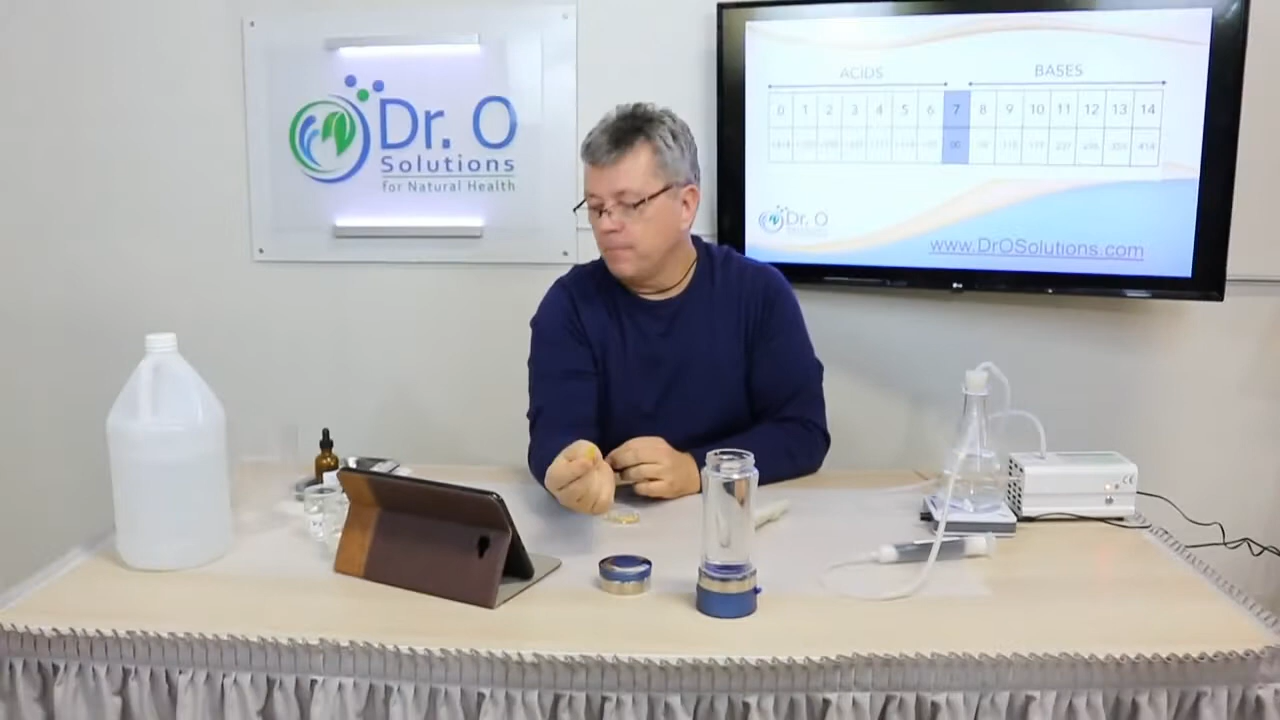 Dr. O
Solutions
for Natural Health
ACIDS BASES
0 1 2 3 4 5 6 7 8 9 10 11 12 13 14
Dr. O
www.DrOSolutions.com